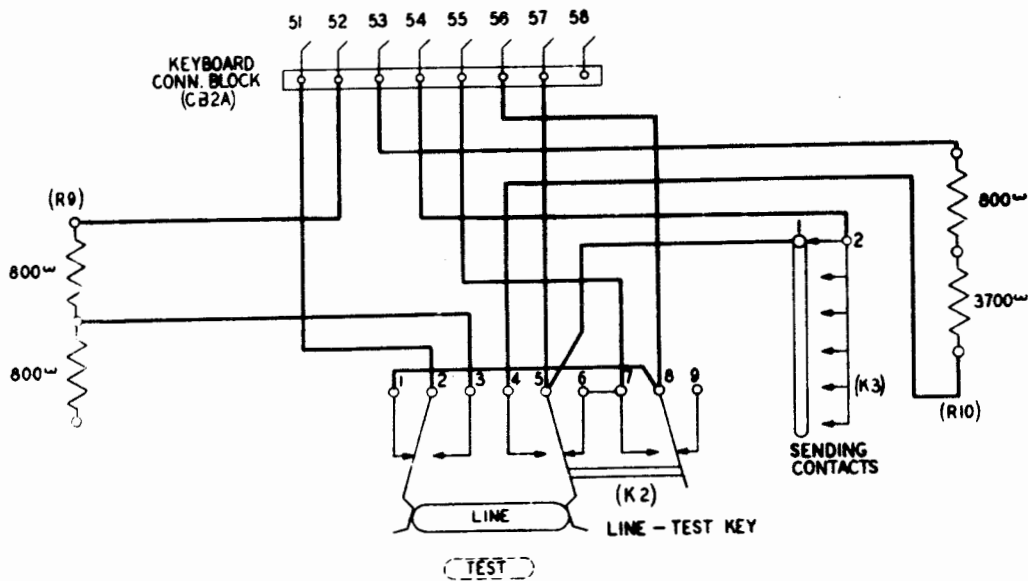 51 52 53 54 55 56 57 58
KEYBOARD
CONN. BLOCK
(CB2A)
(R9)
800ω
800ω
800ω
3700ω
(R10)
1 2
(K3)
SENDING
CONTACTS
1 2 3 4 5 6 7 8 9
(K2)
LINE
LINE - TEST KEY
TEST